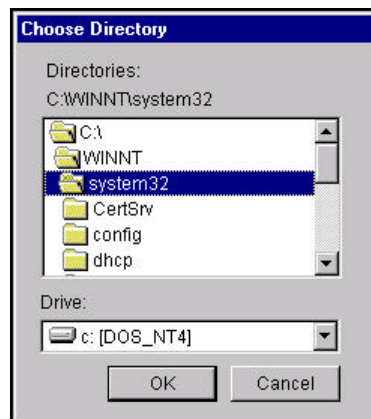 Choose Directory
Directories:
C:\WINNT\system32
C:\
WINNT
system32
CertSrv
config
dhcp
Drive:
c: [DOS_NT4]
OK
Cancel